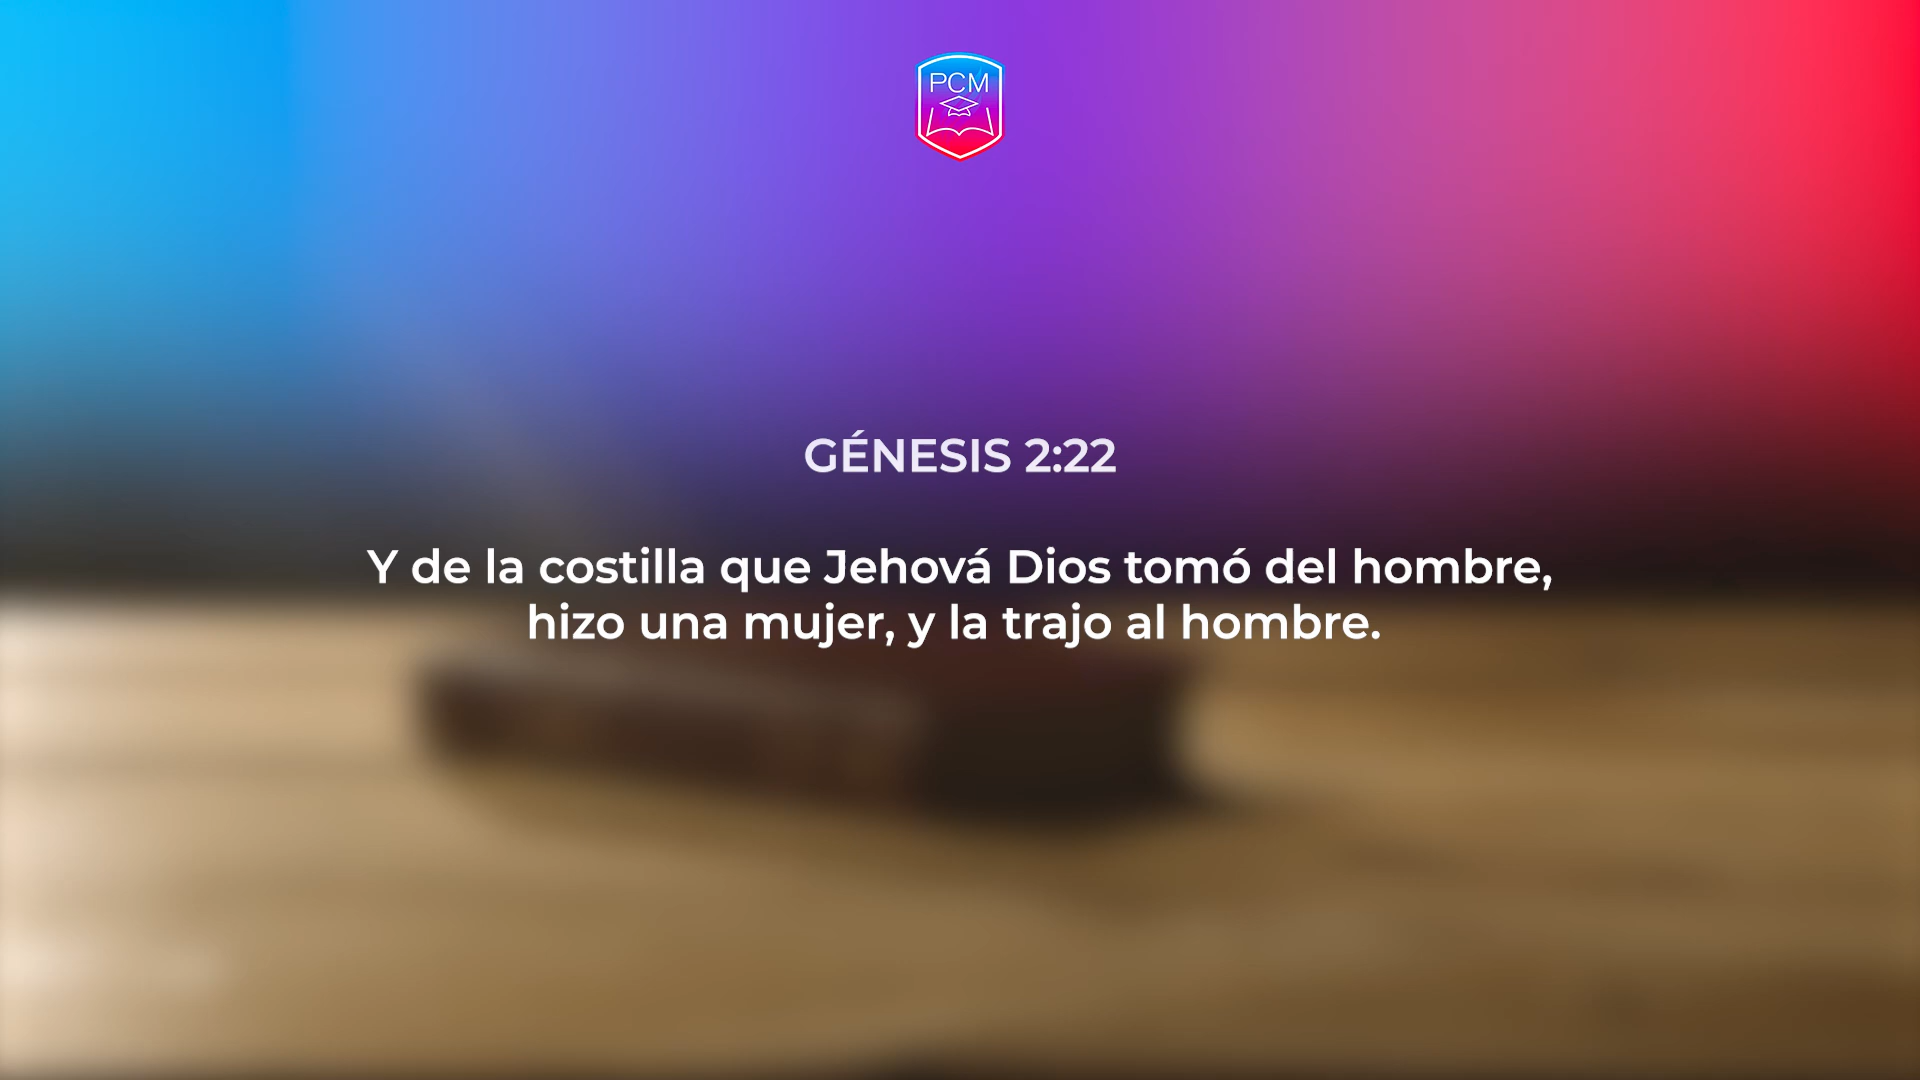 PCM
GÉNESIS 2:22
Y de la costilla que Jehová Dios tomó del hombre,
hizo una mujer, y la trajo al hombre.